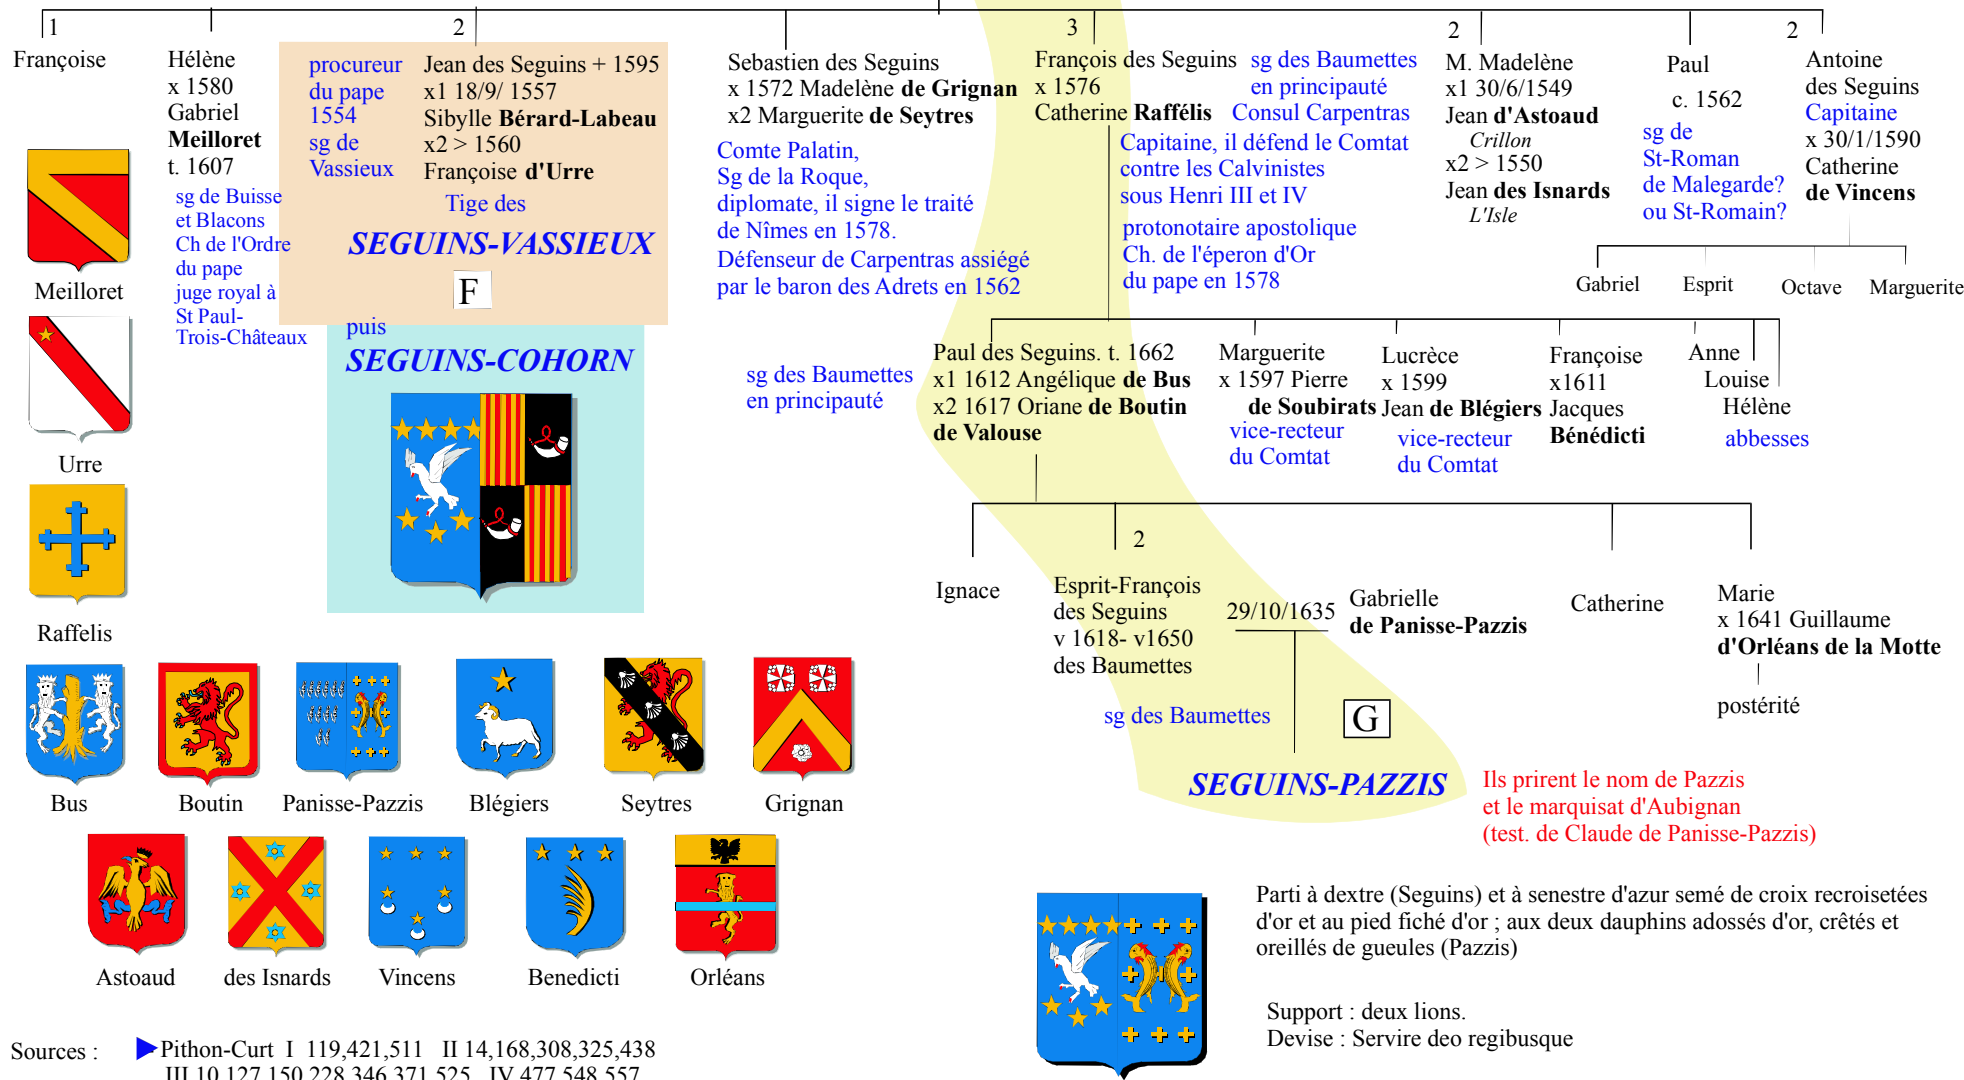 1
Françoise
Hélène
x 1580
Gabriel
Meilloret
t. 1607
sg de Buisse
et Blacons
Ch de l'Ordre
du pape
juge royal à
St Paul-
Trois-Châteaux
2
procureur
du pape
1554
sg de
Vassieux
Jean des Seguins + 1595
x1 18/9/ 1557
Sibylle Bérard-Labeau
x2 > 1560
Françoise d'Urre
Tige des
SEGUINS-VASSIEUX
F
puis
SEGUINS-COHORN
Sebastien des Seguins
x 1572 Madelène de Grignan
x2 Marguerite de Seytres
Comte Palatin,
Sg de la Roque,
diplomate, il signe le traité
de Nîmes en 1578.
Défenseur de Carpentras assiégé
par le baron des Adrets en 1562
3
François des Seguins
x 1576
Catherine Raffélis
sg des Baumettes
en principauté
Consul Carpentras
Capitaine, il défend le Comtat
contre les Calvinistes
sous Henri III et IV
protonotaire apostolique
Ch. de l'éperon d'Or
du pape en 1578
2
M. Madelène
x1 30/6/1549
Jean d'Astoaud
Crillon
x2 > 1550
Jean des Isnards
L'Isle
Paul
c. 1562
sg de
St-Roman
de Malegarde?
ou St-Romain?
2
Antoine
des Seguins
Capitaine
x 30/1/1590
Catherine
de Vincens
Gabriel
Esprit
Octave
Marguerite
sg des Baumettes
en principauté
Paul des Seguins. t. 1662
x1 1612 Angélique de Bus
x2 1617 Oriane de Boutin
de Valouse
Marguerite
x 1597 Pierre
de Soubirats
vice-recteur
du Comtat
Lucrèce
x 1599
Jean de Blégiers
vice-recteur
du Comtat
Françoise
x1611
Jacques
Bénédicti
Anne
Louise
Hélène
abbesses
Ignace
2
Esprit-François
des Seguins
v 1618- v1650
des Baumettes
29/10/1635
Gabrielle
de Panisse-Pazzis
Catherine
Marie
x 1641 Guillaume
d'Orléans de la Motte
postérité
sg des Baumettes
G
SEGUINS-PAZZIS
Ils prirent le nom de Pazzis
et le marquisat d'Aubignan
(test. de Claude de Panisse-Pazzis)
Meilloret
Urre
Raffelis
Bus
Boutin
Panisse-Pazzis
Blégiers
Seytres
Grignan
Astoaud
des Isnards
Vincens
Benedicti
Orléans
Parti à dextre (Seguins) et à senestre d'azur semé de croix recroisetées
d'or et au pied fiché d'or ; aux deux dauphins adossés d'or, crêtés et
oreillés de gueules (Pazzis)
Support : deux lions.
Devise : Servire deo regibusque
Sources :
Pithon-Curt I 119,421,511 II 14,168,308,325,438
III 10,127,150,228,346,371,525 IV 477,548,557